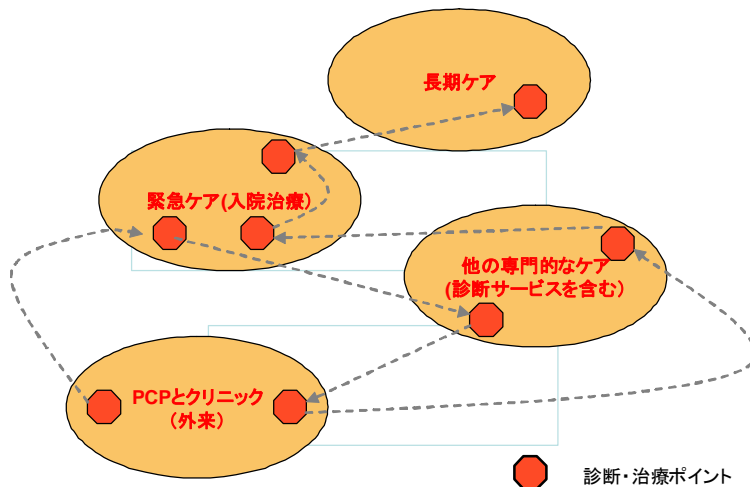 長期ケア
緊急ケア(入院治療）
他の専門的なケア
(診断サービスを含む）
PCPとクリニック
（外来）
診断・治療ポイント